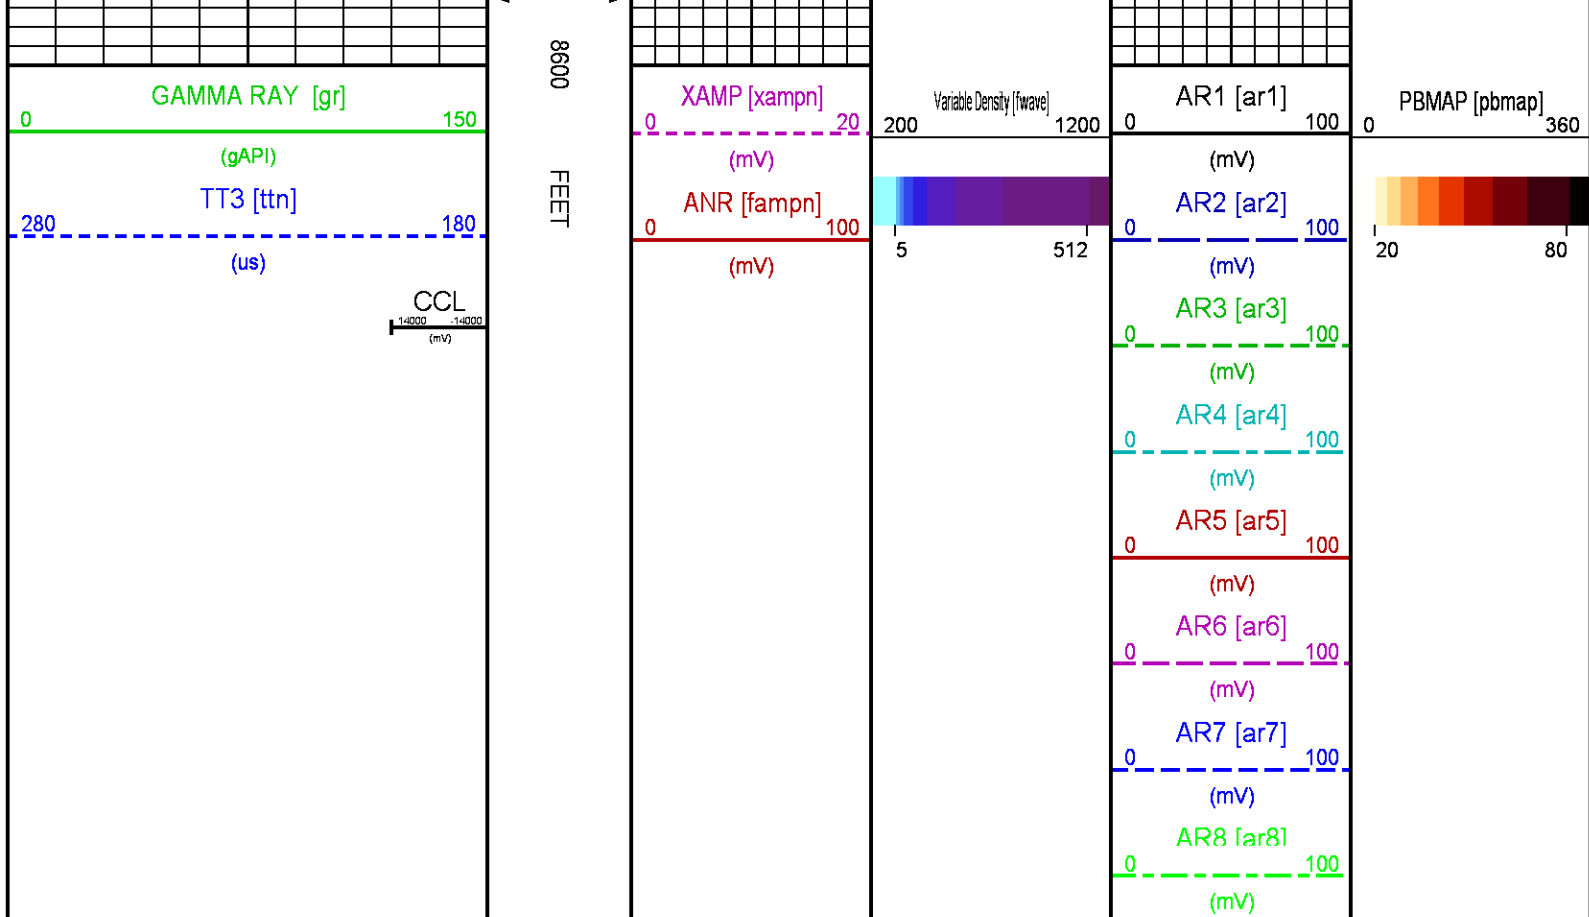 GAMMA RAY [gr]
0 150
(gAPI)
TT3 [ttn]
280 180
(us)
CCL
14000 -14000
(mV)
8600
FEET
XAMP [xampn]
0 20
(mV)
ANR [fampn]
0 100
(mV)
Variable Density [fwave]
200 1200
5 512
AR1 [ar1]
0 100
(mV)
AR2 [ar2]
0 100
(mV)
AR3 [ar3]
0 100
(mV)
AR4 [ar4]
0 100
(mV)
AR5 [ar5]
0 100
(mV)
AR6 [ar6]
0 100
(mV)
AR7 [ar7]
0 100
(mV)
AR8 [ar8]
0 100
(mV)
PBMAP [pbmap]
0 360
20 80